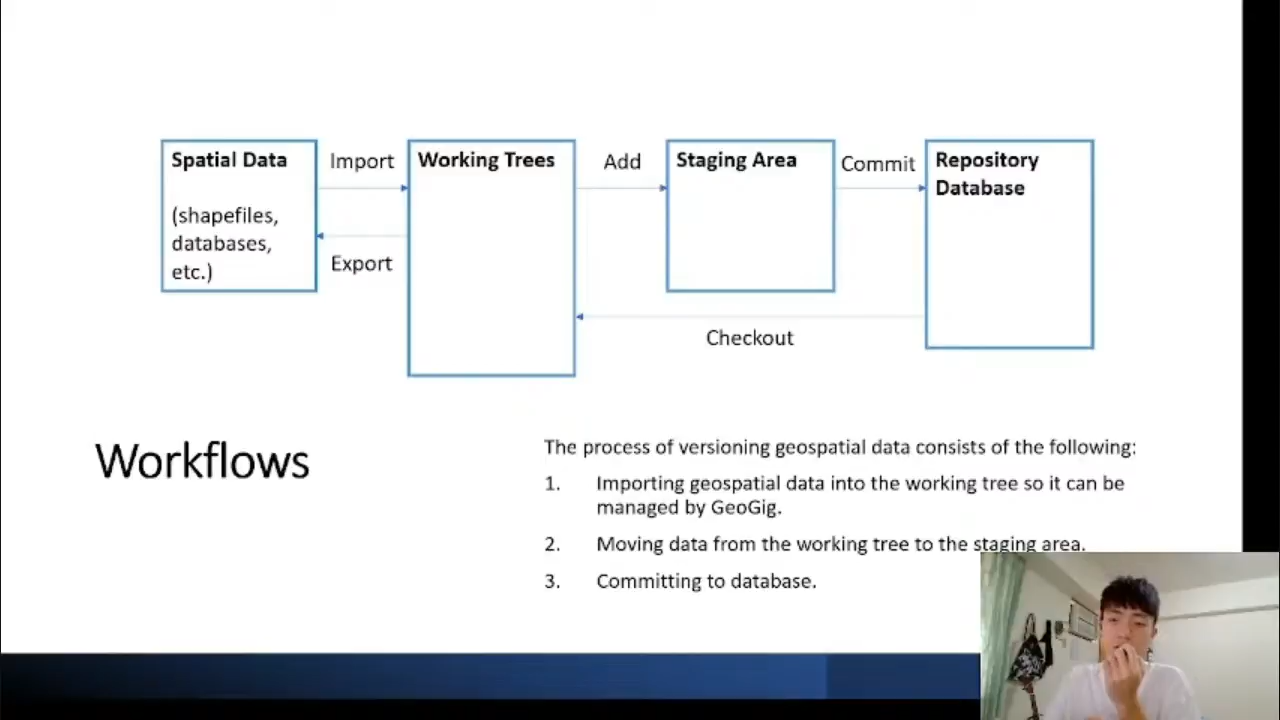 Spatial Data
(shapefiles,
databases,
etc.)
Import
Export
Working Trees
Add
Staging Area
Commit
Repository
Database
Checkout
Workflows
The process of versioning geospatial data consists of the following:
1. Importing geospatial data into the working tree so it can be
managed by GeoGig.
2. Moving data from the working tree to the staging area.
3. Committing to database.